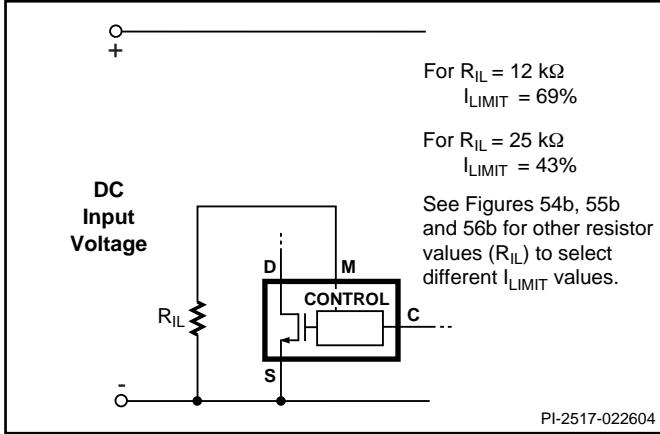 +
For R_IL = 12 kΩ
I_LIMIT = 69%
For R_IL = 25 kΩ
I_LIMIT = 43%
See Figures 54b, 55b
and 56b for other resistor
values (R_IL) to select
different I_LIMIT values.
DC
Input
Voltage
D
M
CONTROL
C
R_IL
S
-
PI-2517-022604